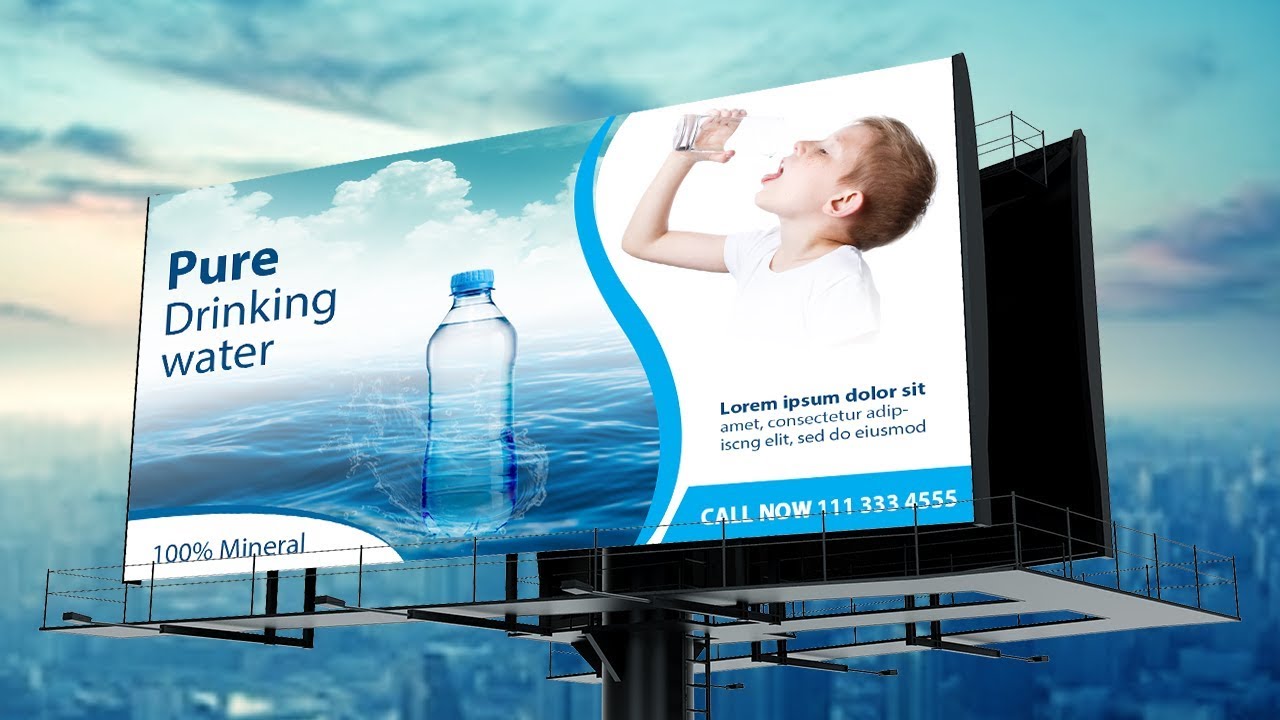 Pure
Drinking
water
100% Mineral
Lorem ipsum dolor sit
amet, consectetur adip-
iscng elit, sed do eiusmod
CALL NOW 111 333 4555